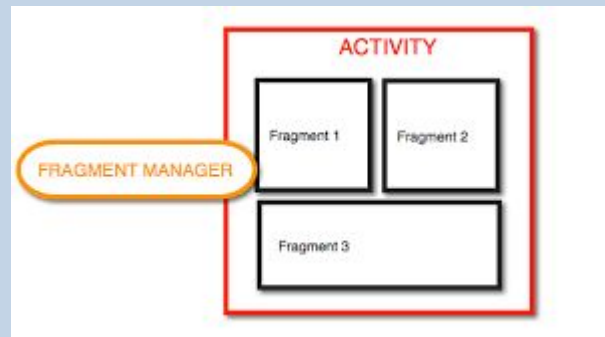 ACTIVITY
Fragment 1
Fragment 2
FRAGMENT MANAGER
Fragment 3